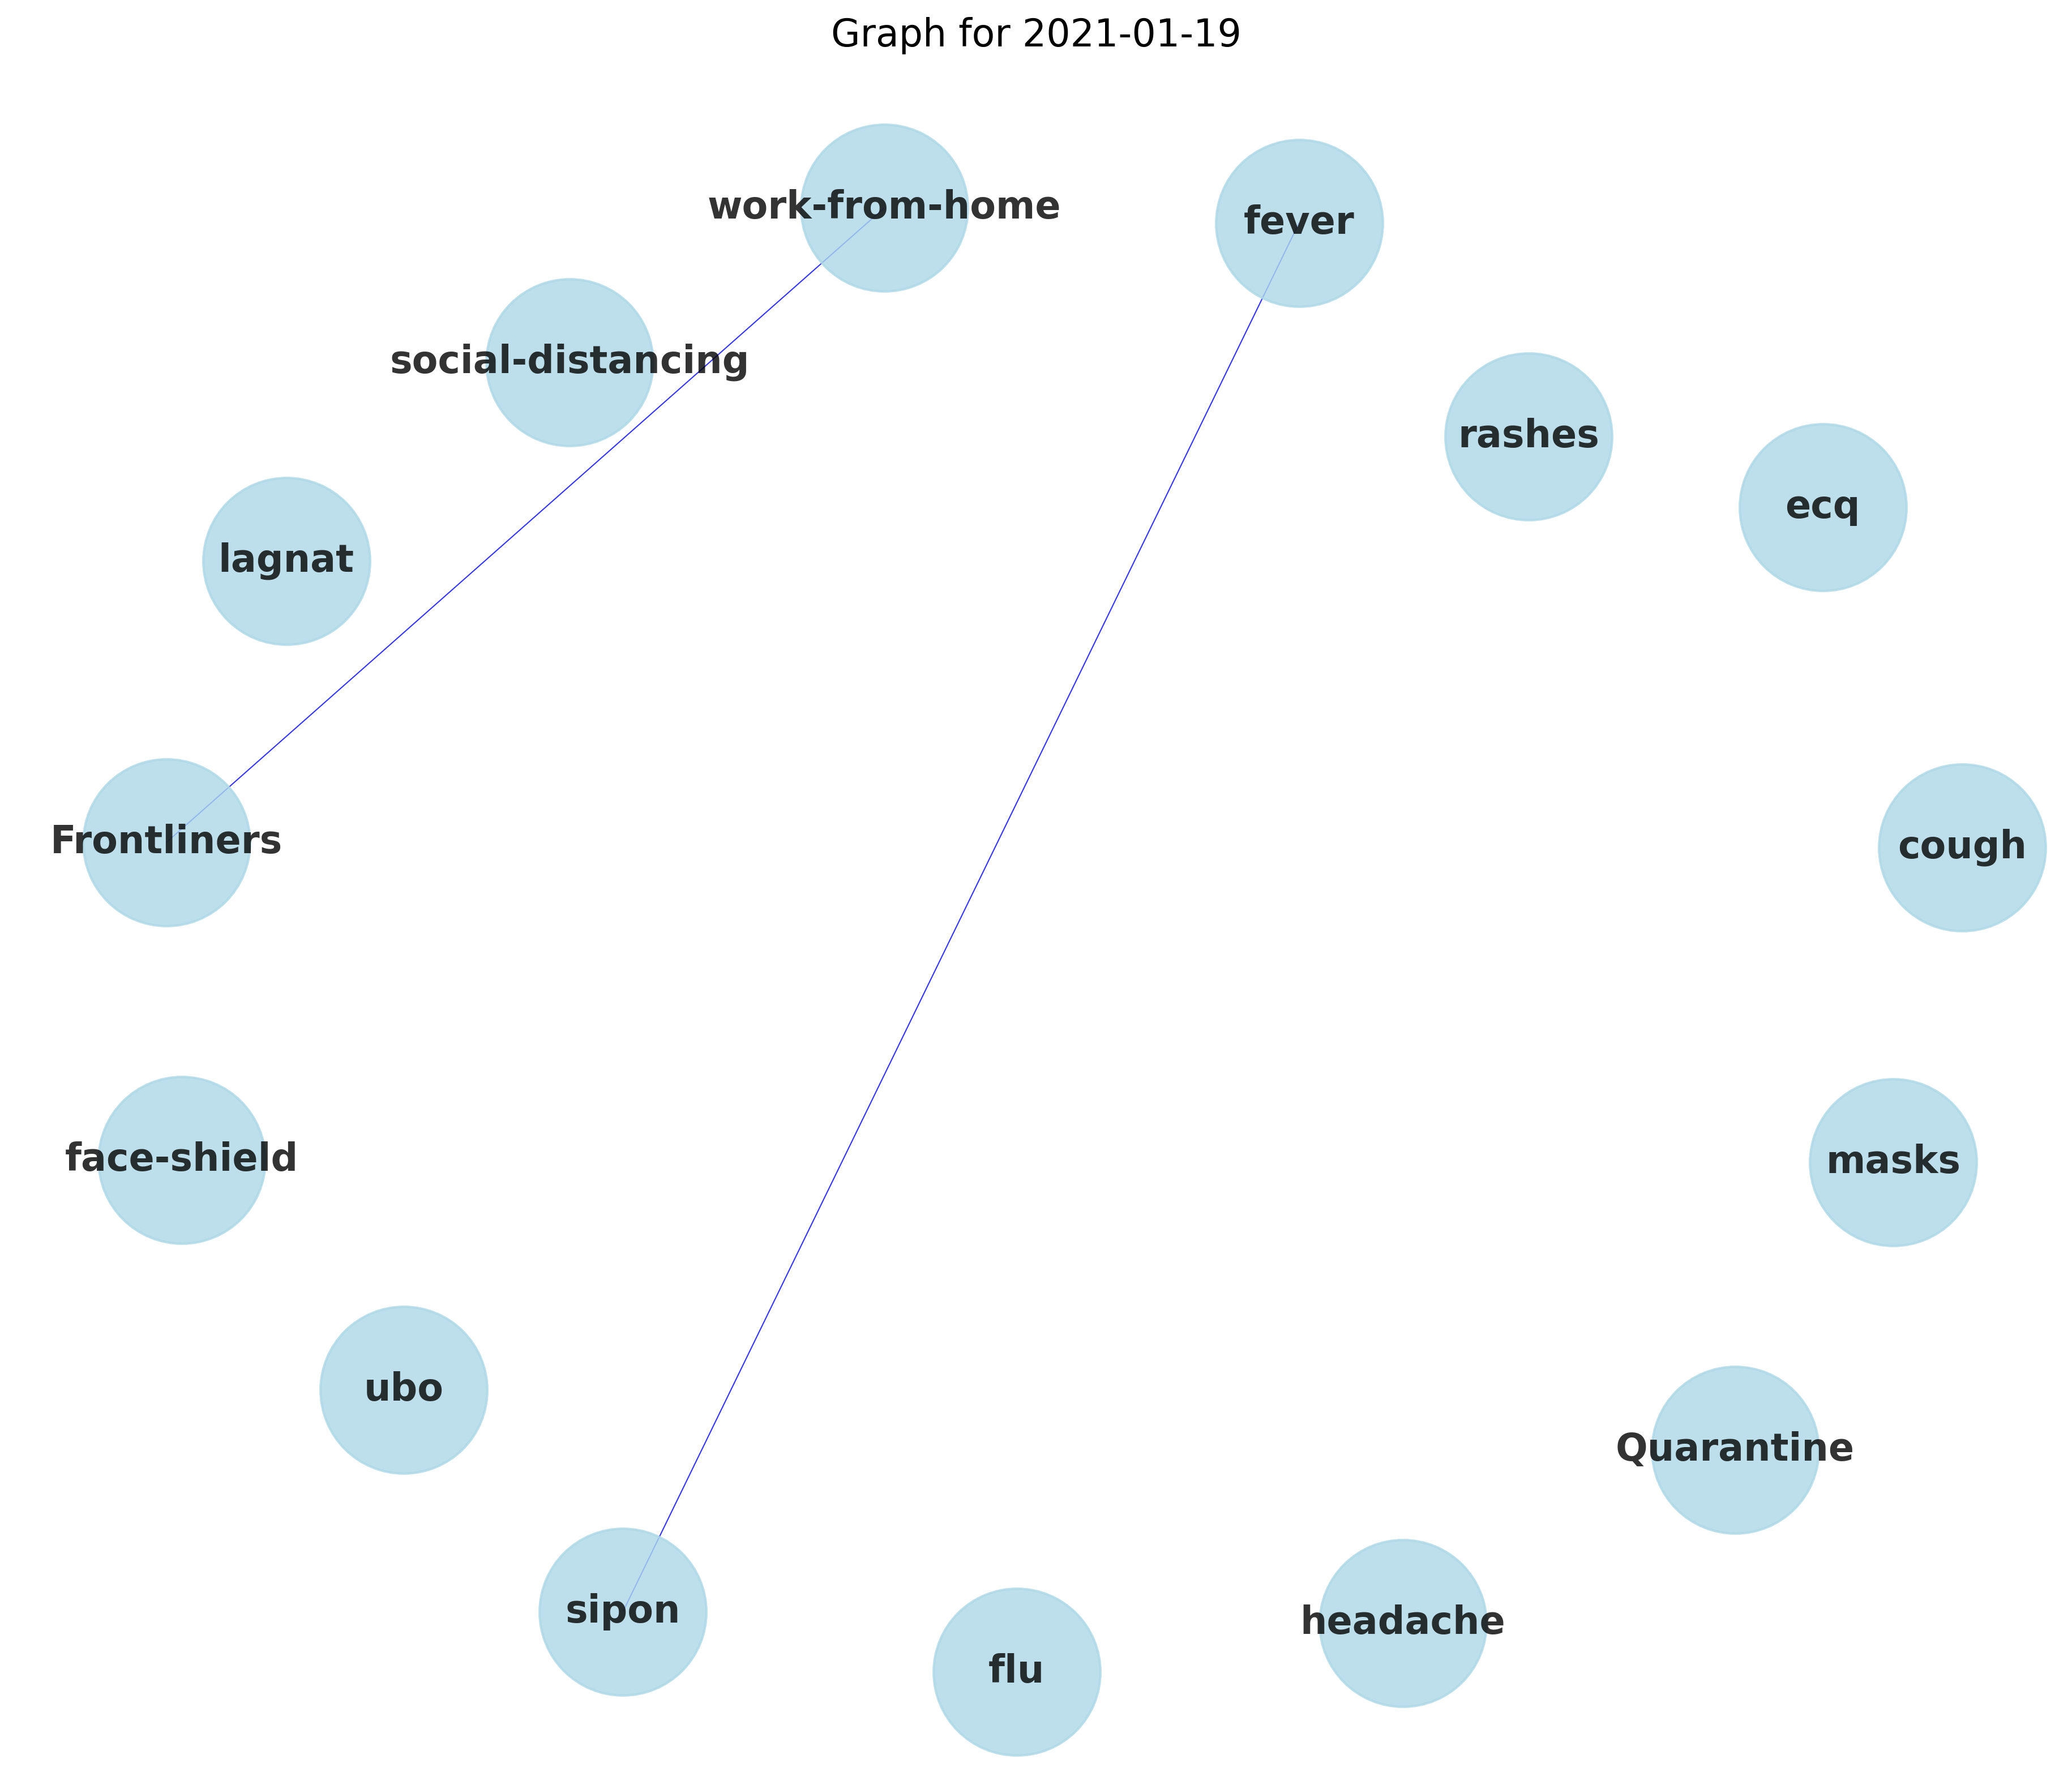 Graph for 2021-01-19
work-from-home
fever
social-distancing
rashes
ecq
lagnat
Frontliners
cough
face-shield
masks
ubo
Quarantine
sipon
headache
flu